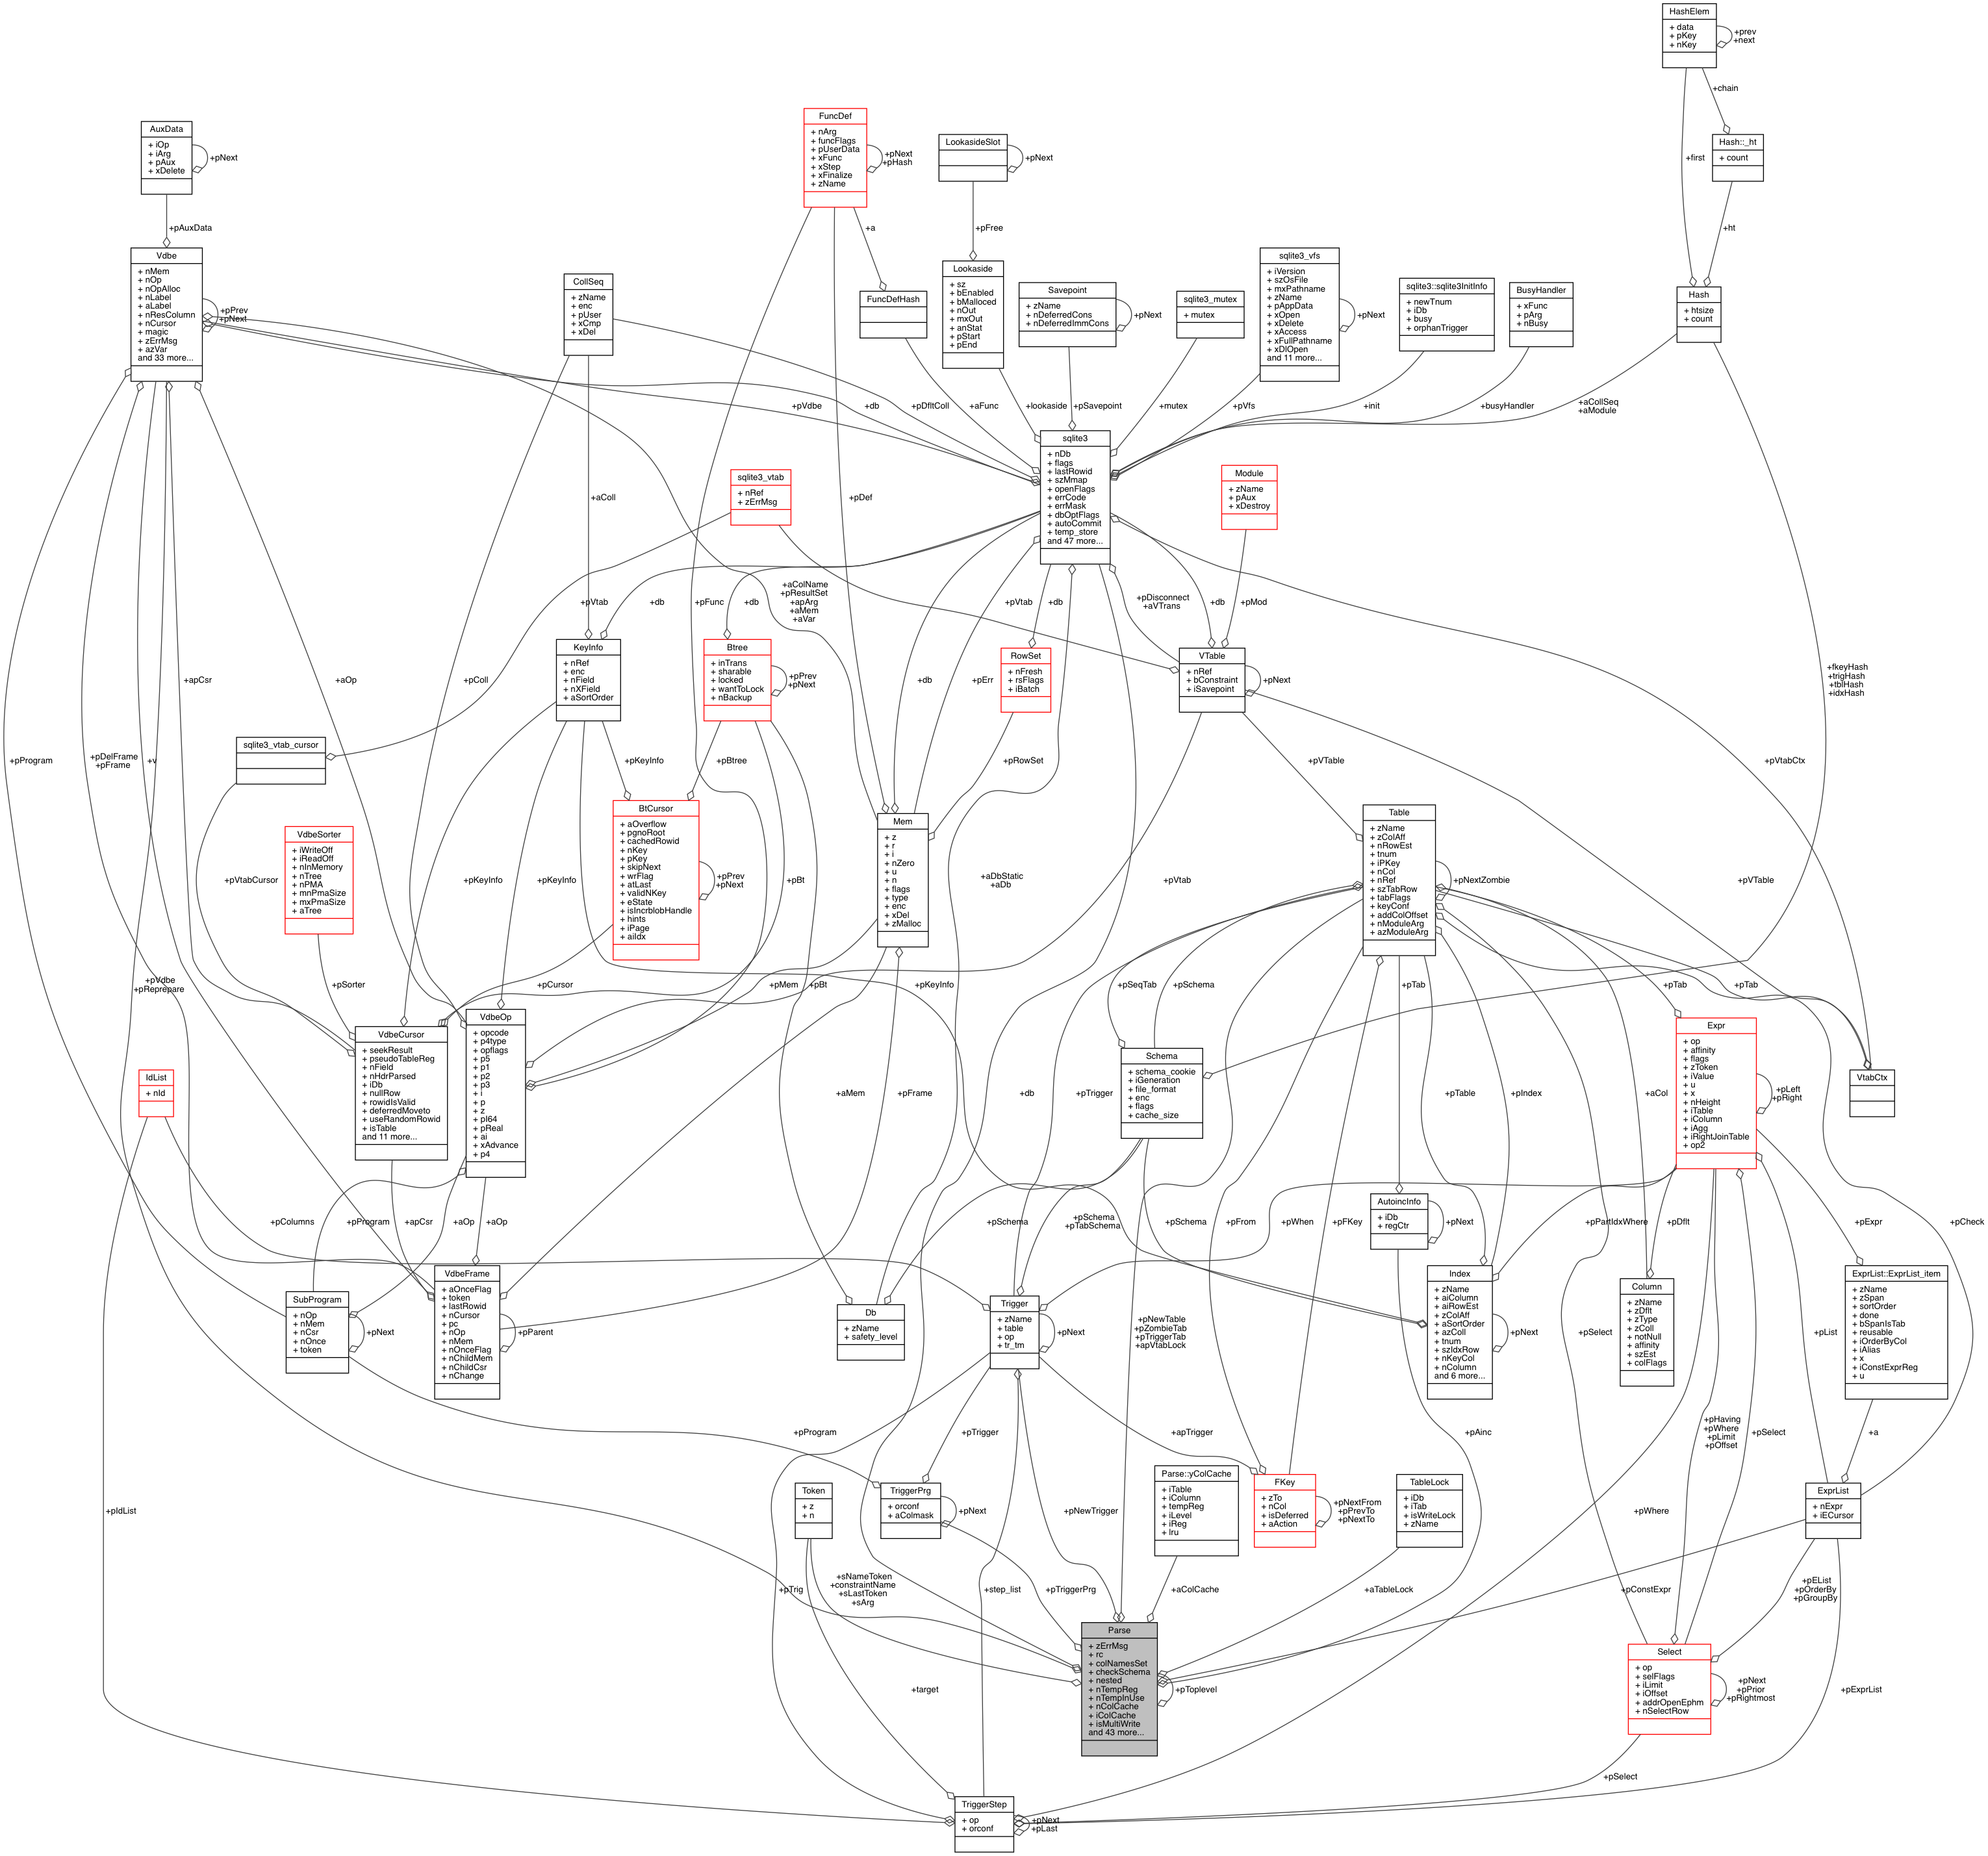 HashElem
+ data
+ pKey
+ nKey
+prev
+next
+chain
Hash::_ht
+ count
+first
+ht
Hash
+ htsize
+ count
AuxData
+ iOp
+ iArg
+ pAux
+ xDelete
+pNext
+pAuxData
FuncDef
+ nArg
+ funcFlags
+ pUserData
+ xFunc
+ xStep
+ xFinalize
+ zName
+pNext
+pHash
+a
FuncDefHash
LookasideSlot
+pNext
+pFree
Lookaside
+ sz
+ bEnabled
+ bMalloced
+ nOut
+ mxOut
+ anStat
+ pStart
+ pEnd
Savepoint
+ zName
+ nDeferredCons
+ nDeferredImmCons
+pNext
sqlite3_mutex
+ mutex
sqlite3_vfs
+ iVersion
+ szOsFile
+ mxPathname
+ zName
+ pAppData
+ xOpen
+ xDelete
+ xAccess
+ xFullPathname
+ xDlOpen
and 11 more...
+pNext
sqlite3::sqlite3InitInfo
+ newTnum
+ iDb
+ busy
+ orphanTrigger
BusyHandler
+ xFunc
+ pArg
+ nBusy
Vdbe
+ nMem
+ nOp
+ nOpAlloc
+ nLabel
+ aLabel
+ nResColumn
+ nCursor
+ magic
+ zErrMsg
+ azVar
and 33 more...
+pPrev
+pNext
CollSeq
+ zName
+ enc
+ pUser
+ xCmp
+ xDel
+pVdbe
+db
+pDfltColl
+aFunc
+lookaside
+pSavepoint
+mutex
+pVfs
+init
+busyHandler
+aCollSeq
+aModule
sqlite3
+ nDb
+ flags
+ lastRowid
+ szMmap
+ openFlags
+ errCode
+ errMask
+ dbOptFlags
+ autoCommit
+ temp_store
and 47 more...
sqlite3_vtab
+ nRef
+ zErrMsg
Module
+ zName
+ pAux
+ xDestroy
+aColl
+pDef
+pVtab
+db
+pFunc
+db
+aColName
+pResultSet
+apArg
+aMem
+aVar
+pVtab
+db
+pDisconnect
+aVTrans
+db
+pMod
KeyInfo
+ nRef
+ enc
+ nField
+ nXField
+ aSortOrder
Btree
+ inTrans
+ sharable
+ locked
+ wantToLock
+ nBackup
+pPrev
+pNext
RowSet
+ nFresh
+ rsFlags
+ iBatch
VTable
+ nRef
+ bConstraint
+ iSavepoint
+pNext
+apCsr
+aOp
+pColl
+db
+pErr
+fkeyHash
+trigHash
+tblHash
+idxHash
+pProgram
+pDelFrame
+pFrame
+v
sqlite3_vtab_cursor
+pKeyInfo
+pBtree
+pRowSet
+pVTable
+pVtabCtx
BtCursor
+ aOverflow
+ pgnoRoot
+ cachedRowid
+ nKey
+ pKey
+ skipNext
+ wrFlag
+ atLast
+ validNKey
+ eState
+ isIncrblobHandle
+ hints
+ iPage
+ aiIdx
+pPrev
+pNext
Mem
+ z
+ r
+ i
+ nZero
+ u
+ n
+ flags
+ type
+ enc
+ xDel
+ zMalloc
Table
+ zName
+ zColAff
+ nRowEst
+ tnum
+ iPKey
+ nCol
+ nRef
+ szTabRow
+ tabFlags
+ keyConf
+ addColOffset
+ nModuleArg
+ azModuleArg
+pNextZombie
VdbeSorter
+ iWriteOff
+ iReadOff
+ nInMemory
+ nTree
+ nPMA
+ mnPmaSize
+ mxPmaSize
+ aTree
+pVtabCursor
+pKeyInfo
+pKeyInfo
+pBt
+aDbStatic
+aDb
+pVtab
+pVTable
+pVdbe
+pReprepare
+pSorter
+pCursor
+pMem
+pBt
+pKeyInfo
+pSeqTab
+pSchema
+pTab
+pTab
+pTab
VdbeCursor
+ seekResult
+ pseudoTableReg
+ nField
+ nHdrParsed
+ iDb
+ nullRow
+ rowidIsValid
+ deferredMoveto
+ useRandomRowid
+ isTable
and 11 more...
VdbeOp
+ opcode
+ p4type
+ opflags
+ p5
+ p1
+ p2
+ p3
+ i
+ p
+ z
+ pI64
+ pReal
+ ai
+ xAdvance
+ p4
IdList
+ nId
Schema
+ schema_cookie
+ iGeneration
+ file_format
+ enc
+ flags
+ cache_size
Expr
+ op
+ affinity
+ flags
+ zToken
+ iValue
+ u
+ x
+ nHeight
+ iTable
+ iColumn
+ iAgg
+ iRightJoinTable
+ op2
+pLeft
+pRight
VtabCtx
+aMem
+pFrame
+db
+pTrigger
+pTable
+pIndex
+aCol
AutoincInfo
+ iDb
+ regCtr
+pNext
+pColumns
+pProgram
+apCsr
+aOp
+aOp
+pSchema
+pSchema
+pTabSchema
+pSchema
+pFrom
+pWhen
+pFKey
+pPartIdxWhere
+pDflt
+pExpr
+pCheck
SubProgram
+ nOp
+ nMem
+ nCsr
+ nOnce
+ token
+pNext
VdbeFrame
+ aOnceFlag
+ token
+ lastRowid
+ nCursor
+ pc
+ nOp
+ nMem
+ nOnceFlag
+ nChildMem
+ nChildCsr
+ nChange
+pParent
Db
+ zName
+ safety_level
Trigger
+ zName
+ table
+ op
+ tr_tm
+pNext
+pNewTable
+pZombieTab
+pTriggerTab
+apVtabLock
Index
+ zName
+ aiColumn
+ aiRowEst
+ zColAff
+ aSortOrder
+ azColl
+ tnum
+ szIdxRow
+ nKeyCol
+ nColumn
and 6 more...
+pNext
+pSelect
Column
+ zName
+ zDflt
+ zType
+ zColl
+ notNull
+ affinity
+ szEst
+ colFlags
+pList
ExprList::ExprList_item
+ zName
+ zSpan
+ sortOrder
+ done
+ bSpanIsTab
+ reusable
+ iOrderByCol
+ iAlias
+ x
+ iConstExprReg
+ u
+pProgram
+pTrigger
+apTrigger
+pAinc
+pHaving
+pWhere
+pLimit
+pOffset
+pSelect
+a
+pIdList
Token
+ z
+ n
TriggerPrg
+ orconf
+ aColmask
+pNext
+pNewTrigger
Parse::yColCache
+ iTable
+ iColumn
+ tempReg
+ iLevel
+ iReg
+ lru
FKey
+ zTo
+ nCol
+ isDeferred
+ aAction
+pNextFrom
+pPrevTo
+pNextTo
TableLock
+ iDb
+ iTab
+ isWriteLock
+ zName
+pWhere
ExprList
+ nExpr
+ iECursor
+pTrig
+sNameToken
+constraintName
+sLastToken
+sArg
+step_list
+pTriggerPrg
+aColCache
+aTableLock
+pConstExpr
+pEList
+pOrderBy
+pGroupBy
Parse
+ zErrMsg
+ rc
+ colNamesSet
+ checkSchema
+ nested
+ nTempReg
+ nTempInUse
+ nColCache
+ iColCache
+ isMultiWrite
and 43 more...
+pToplevel
Select
+ op
+ selFlags
+ iLimit
+ iOffset
+ addrOpenEphm
+ nSelectRow
+pNext
+pPrior
+pRightmost
+target
+pExprList
+pSelect
TriggerStep
+ op
+ orconf
+pNext
+pLast